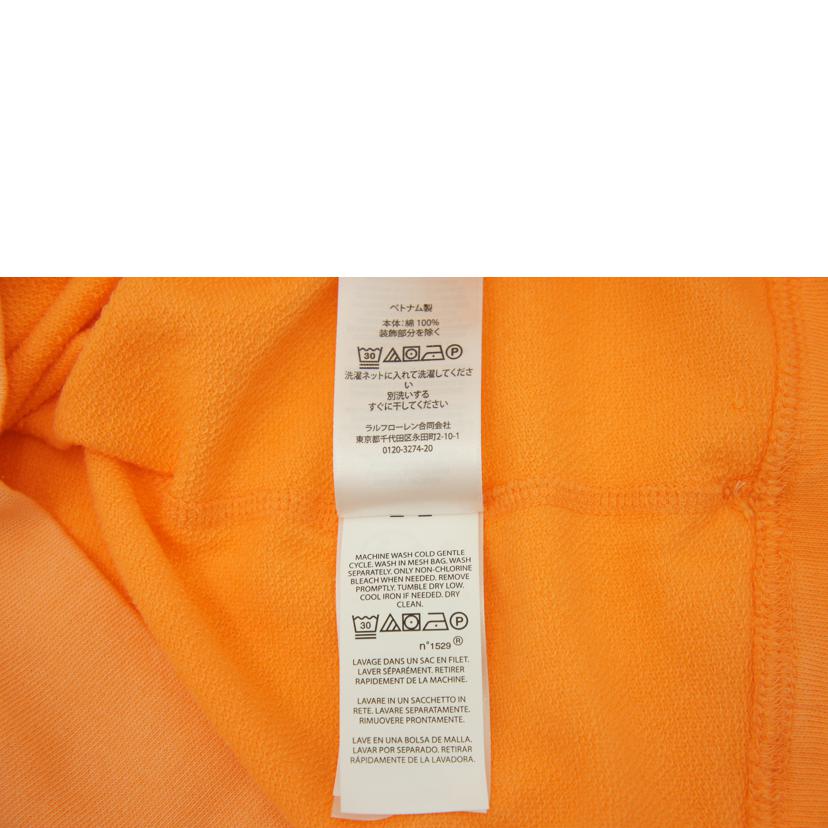 ベトナム製
本体：綿 100%
装飾部分を除く
30 P
洗濯ネットに入れて洗濯してくださ
い
別洗いする
すぐに干してください
ラルフローレン合同会社
東京都千代田区永田町2-10-1
0120-3274-20
MACHINE WASH COLD GENTLE
CYCLE. WASH IN MESH BAG. WASH
SEPARATELY. ONLY NON-CHLORINE
BLEACH WHEN NEEDED. REMOVE
PROMPTLY. TUMBLE DRY LOW.
COOL IRON IF NEEDED. DRY
CLEAN.
30 P
n°1529 ®
LAVAGE DANS UN SAC EN FILET.
LAVER SÉPARÉMENT. RETIRER
RAPIDEMENT DE LA MACHINE.
LAVARE IN UN SACCHETTO IN
RETE. LAVARE SEPARATAMENTE.
RIMUOVERE PRONTAMENTE.
LAVE EN UNA BOLSA DE MALLA.
LAVAR POR SEPARADO. RETIRAR
RÁPIDAMENTE DE LA LAVADORA.